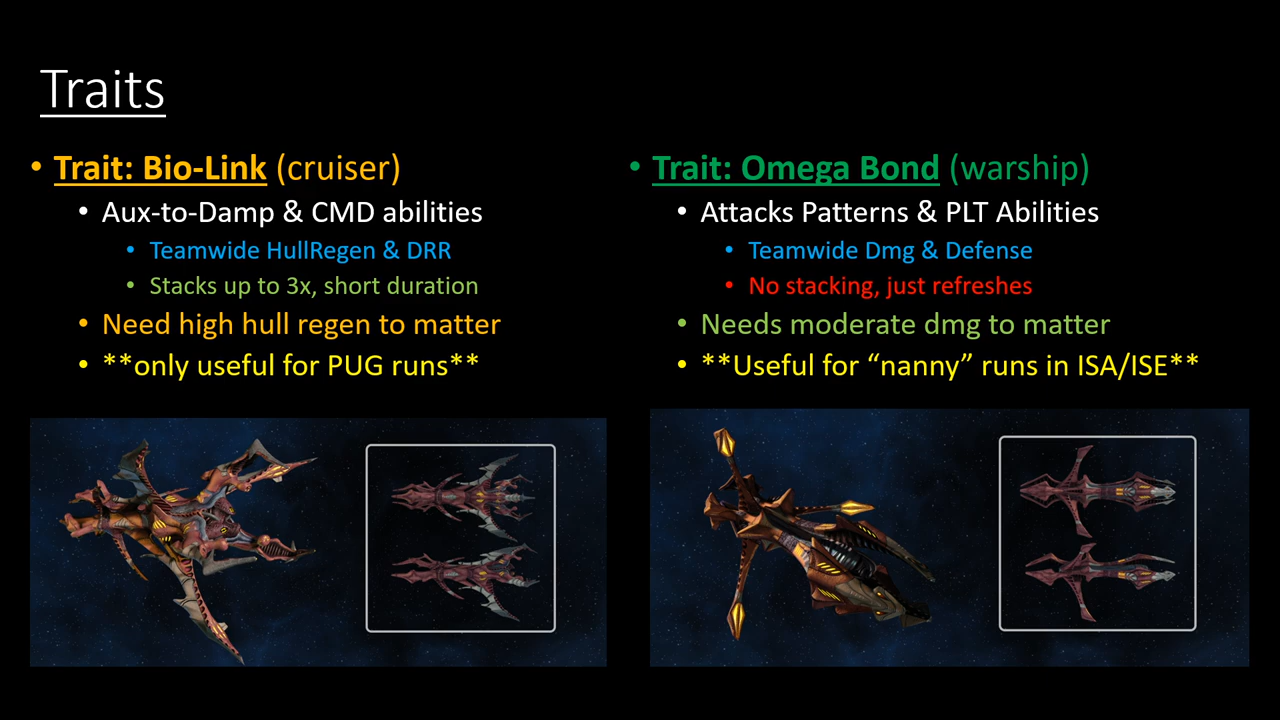 Traits
• Trait: Bio-Link (cruiser)
• Aux-to-Damp & CMD abilities
• Teamwide HullRegen & DRR
• Stacks up to 3x, short duration
• Need high hull regen to matter
• **only useful for PUG runs**
• Trait: Omega Bond (warship)
• Attacks Patterns & PLT Abilities
• Teamwide Dmg & Defense
• No stacking, just refreshes
• Needs moderate dmg to matter
• **Useful for “nanny” runs in ISA/ISE**